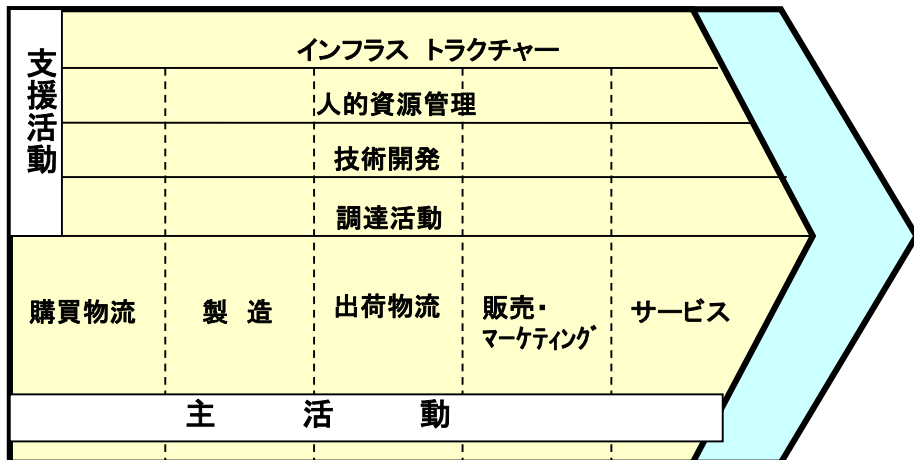 支援活動
インフラス トラクチャー
人的資源管理
技術開発
調達活動
購買物流
製 造
出荷物流
販売・
マーケティング
サービス
主 活 動